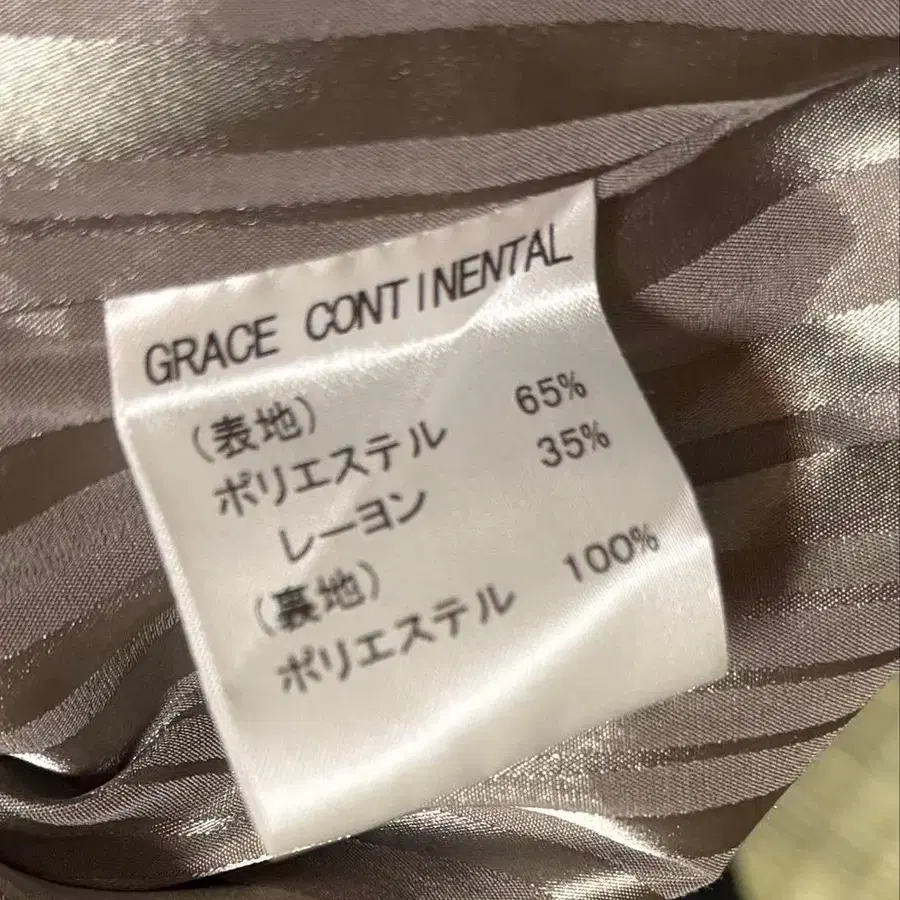 GRACE CONTINENTAL
(表地)
ポリエステル 65%
レーヨン 35%
(裏地)
ポリエステル 100%